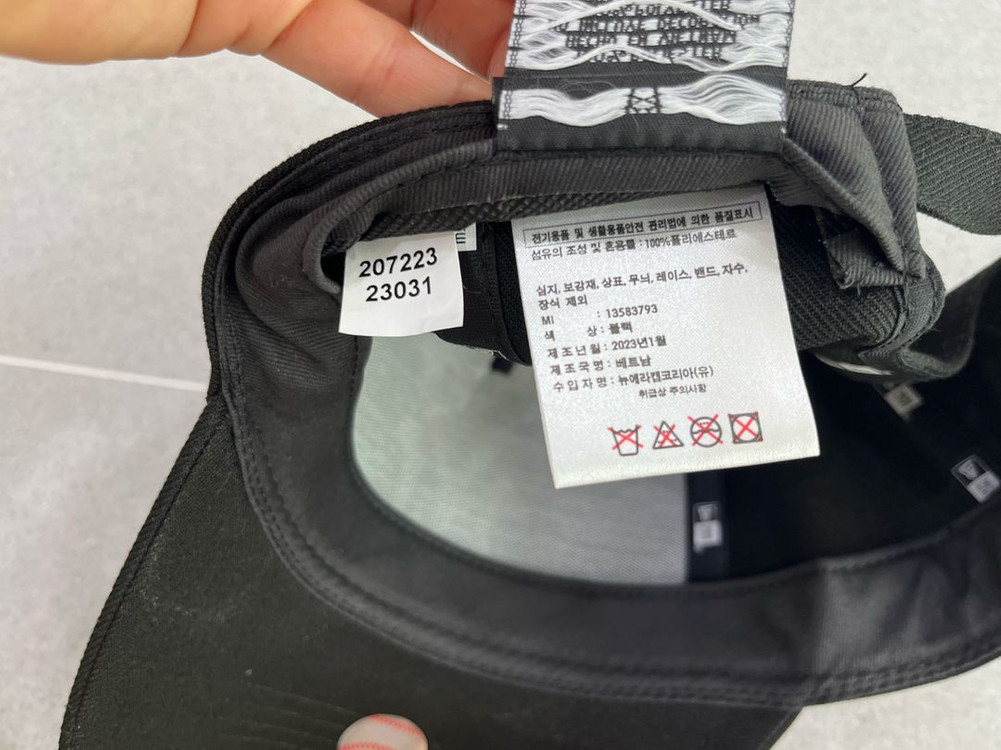 207223
23031
전기용품 및 생활용품안전 관리법에 의한 품질표시
섬유의 조성 및 혼용률 : 100%폴리에스테르
심지, 보강재, 상표, 무늬, 레이스, 밴드, 자수,
장식 제외
MI : 13583793
색 상 : 블랙
제조년월 : 2023년1월
제조국명 : 베트남
수입자명 : 뉴에라캡코리아(유)
취급상 주의사항